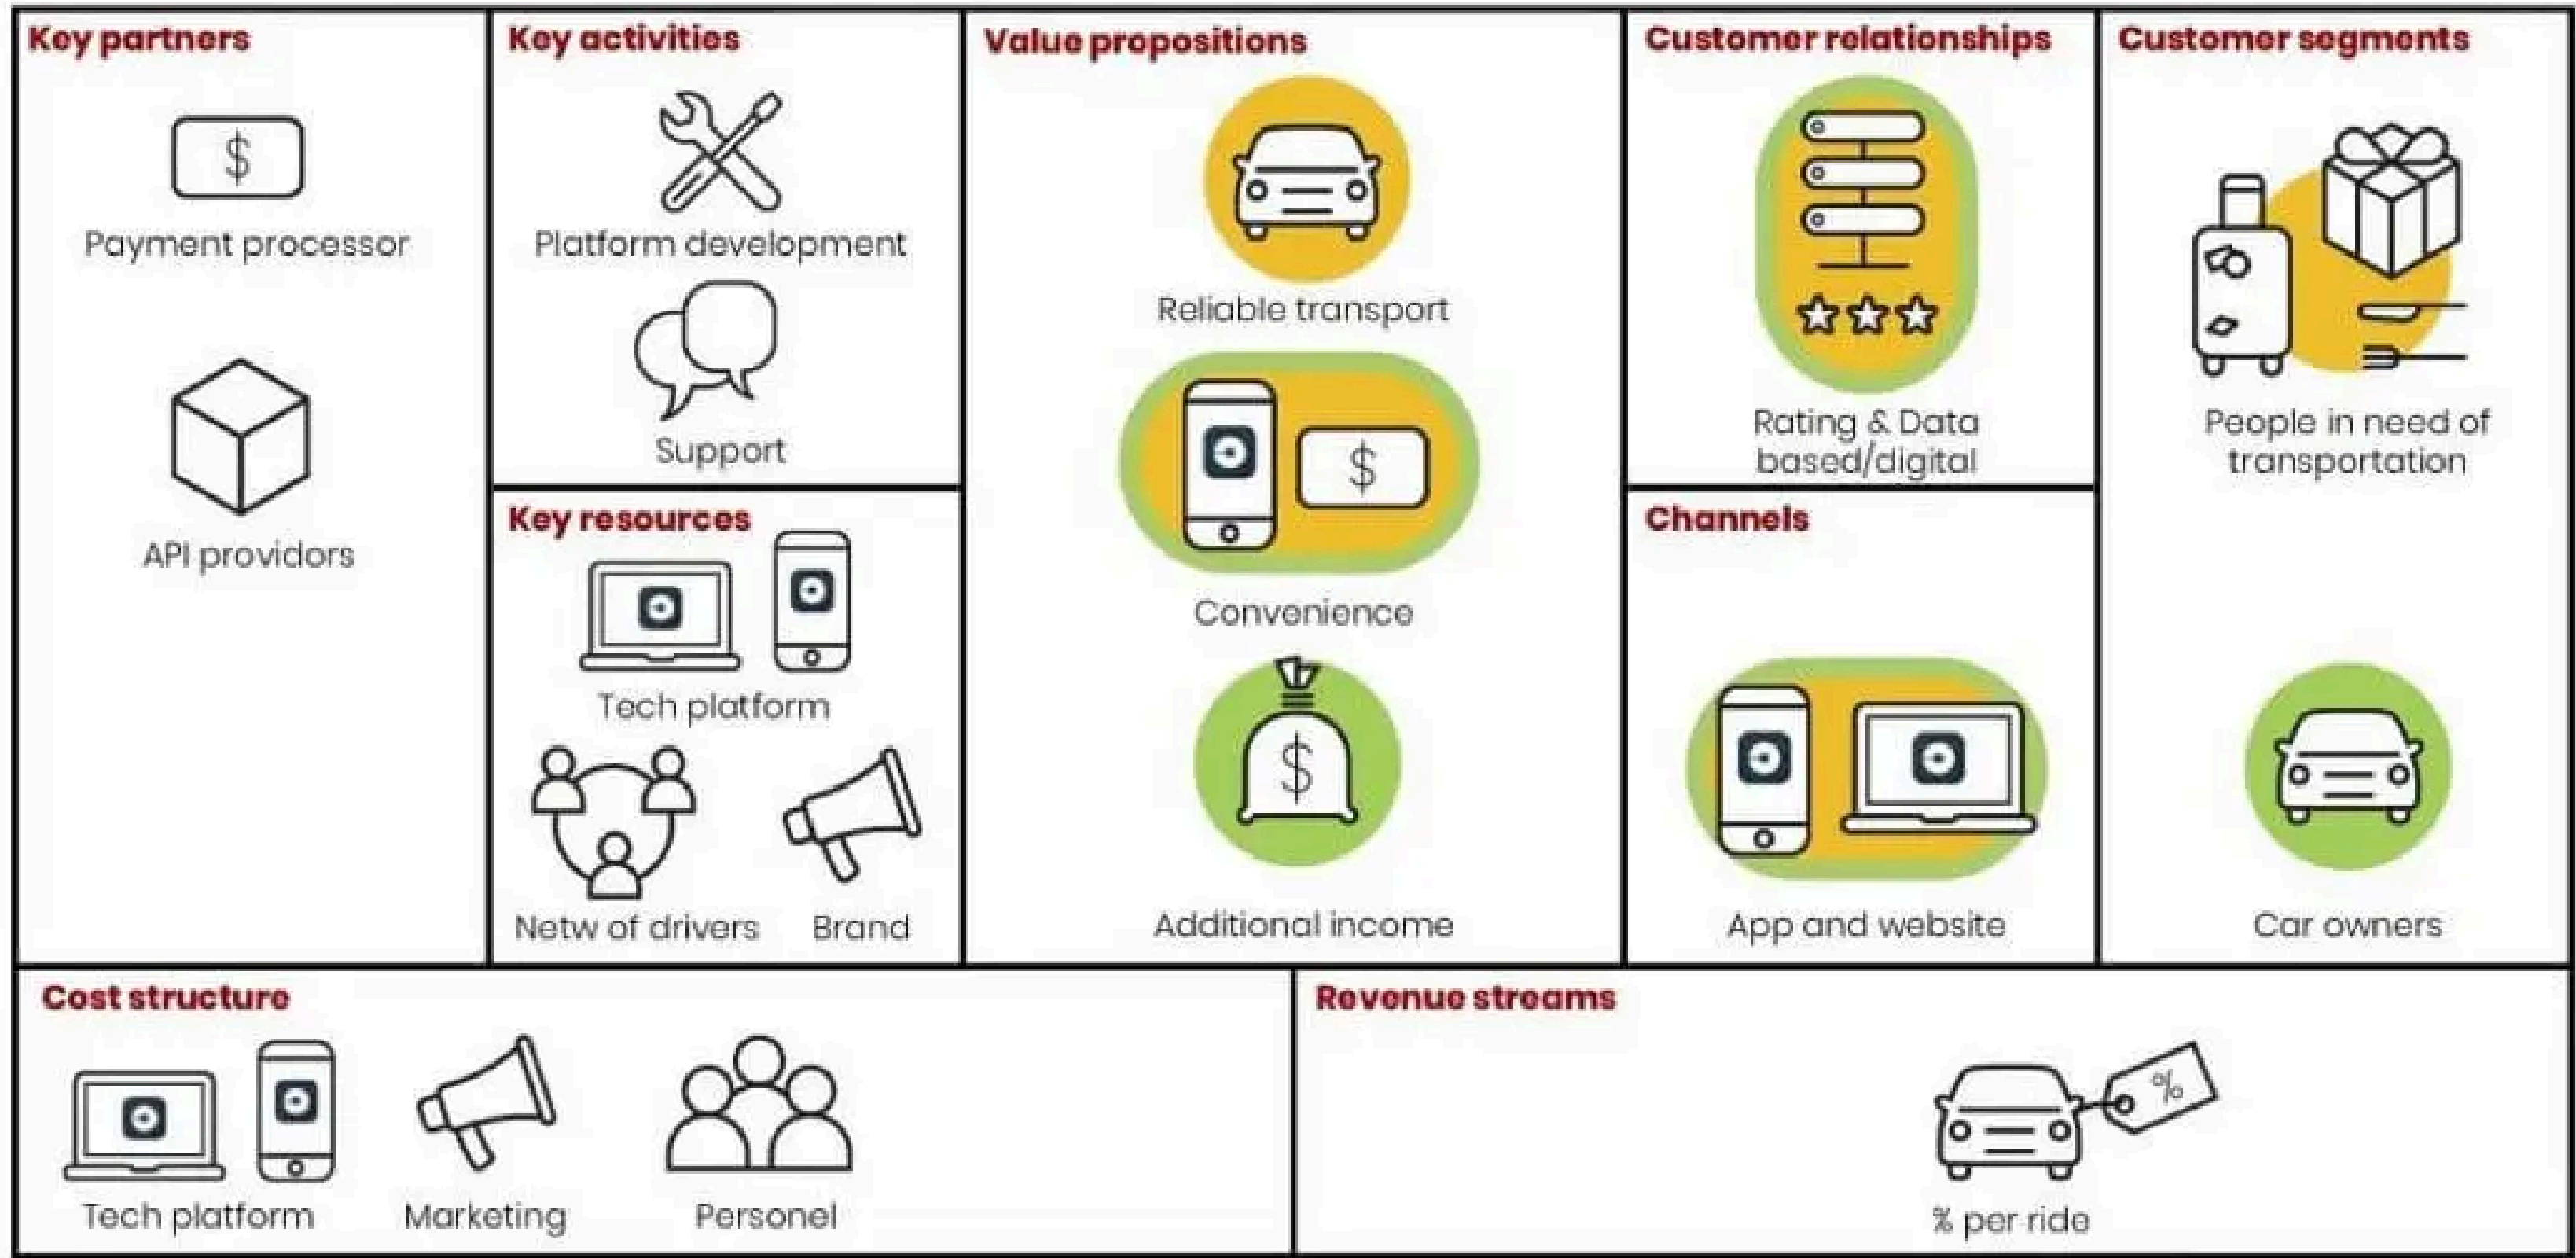 Key partners
$
Payment processor
API providors
Key activities
Platform development
Support
Key resources
Tech platform
Netw of drivers
Brand
Value propositions
Reliable transport
$
Convenience
$
Additional income
Customer relationships
Rating & Data
based/digital
Channels
App and website
Customer segments
People in need of
transportation
Car owners
Cost structure
Tech platform
Marketing
Personel
Revenue streams
%
% per ride